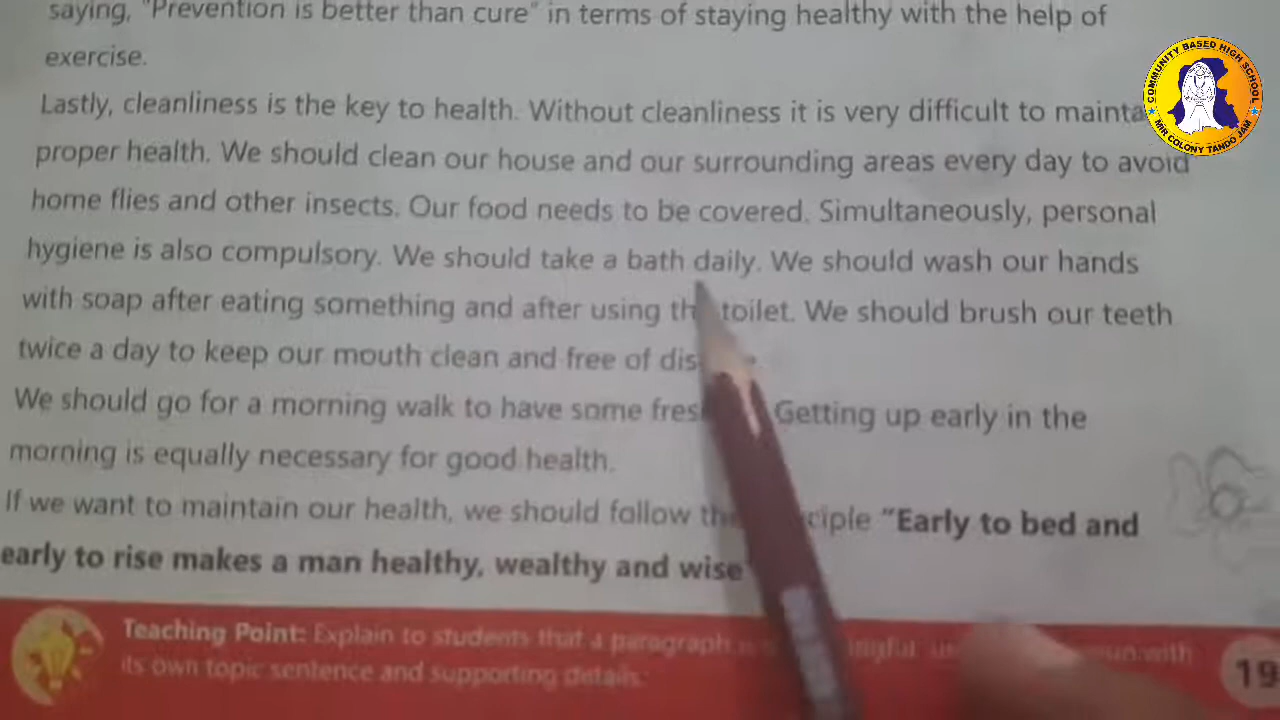 saying, "Prevention is better than cure" in terms of staying healthy with the help of
exercise.
Lastly, cleanliness is the key to health. Without cleanliness it is very difficult to
proper health. We should clean our house and our surrounding areas every day to avoid
home flies and other insects. Our food needs to be covered. Simultaneously, personal
hygiene is also compulsory. We should take a bath daily. We should wash our hands
with soap after eating something and after using toilet. We should brush our teeth
twice a day to keep our mouth clean and free of
We should go for a morning walk to have some Getting up early in the
morning is equally necessary for good health.
If we want to maintain our health, we should follow "Early to bed and
early to rise makes a man healthy, wealthy and wise
Teaching Point: Explain to students that a paragraph with
its own topic sentence and supporting details.
19
COMMUNITY BASED HIGH SCHOOL
MIR COLONY TANDO JAM